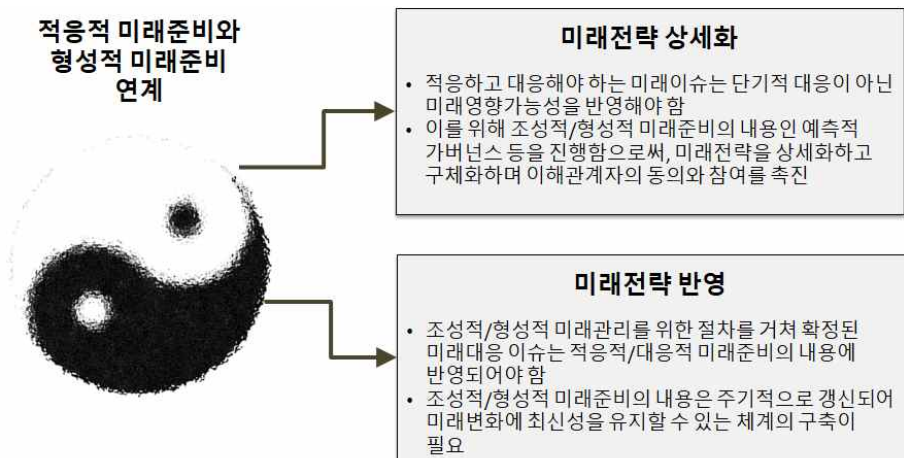 적응적 미래준비와
형성적 미래준비
연계
미래전략 상세화
• 적응하고 대응해야 하는 미래이슈는 단기적 대응이 아닌
미래영향가능성을 반영해야 함
• 이를 위해 조성적/형성적 미래준비의 내용인 예측적
가버넌스 등을 진행함으로써, 미래전략을 상세화하고
구체화하며 이해관계자의 동의와 참여를 촉진
미래전략 반영
• 조성적/형성적 미래관리를 위한 절차를 거쳐 확정된
미래대응 이슈는 적응적/대응적 미래준비의 내용에
반영되어야 함
• 조성적/형성적 미래준비의 내용은 주기적으로 갱신되어
미래변화에 최신성을 유지할 수 있는 체계의 구축이
필요